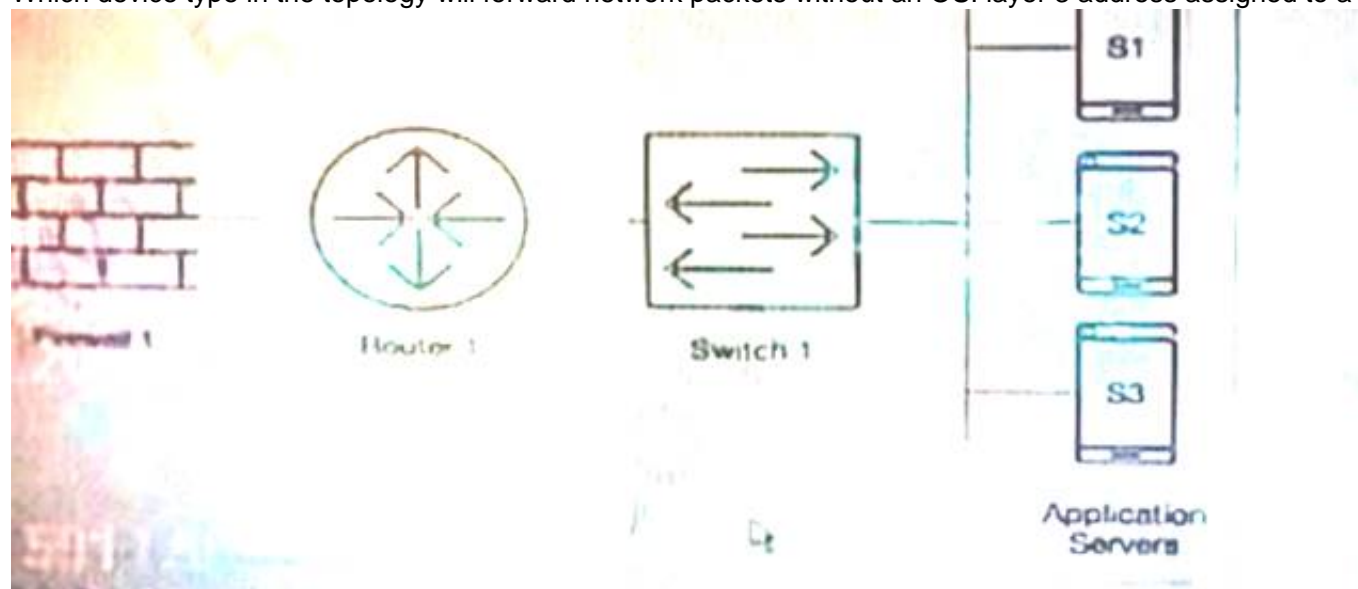 Which device type in the topology will forward network packets without an OSI layer 3 address assigned to a
S1
S2
S3
Firewall 1
Router 1
Switch 1
Application
Servers